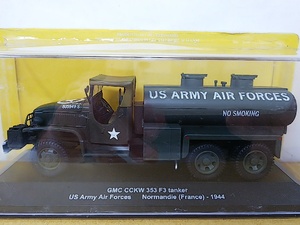 US ARMY AIR FORCES
NO SMOKING
GMC CCKW 353 F3 tanker
US Army Air Forces Normandie (France) - 1944